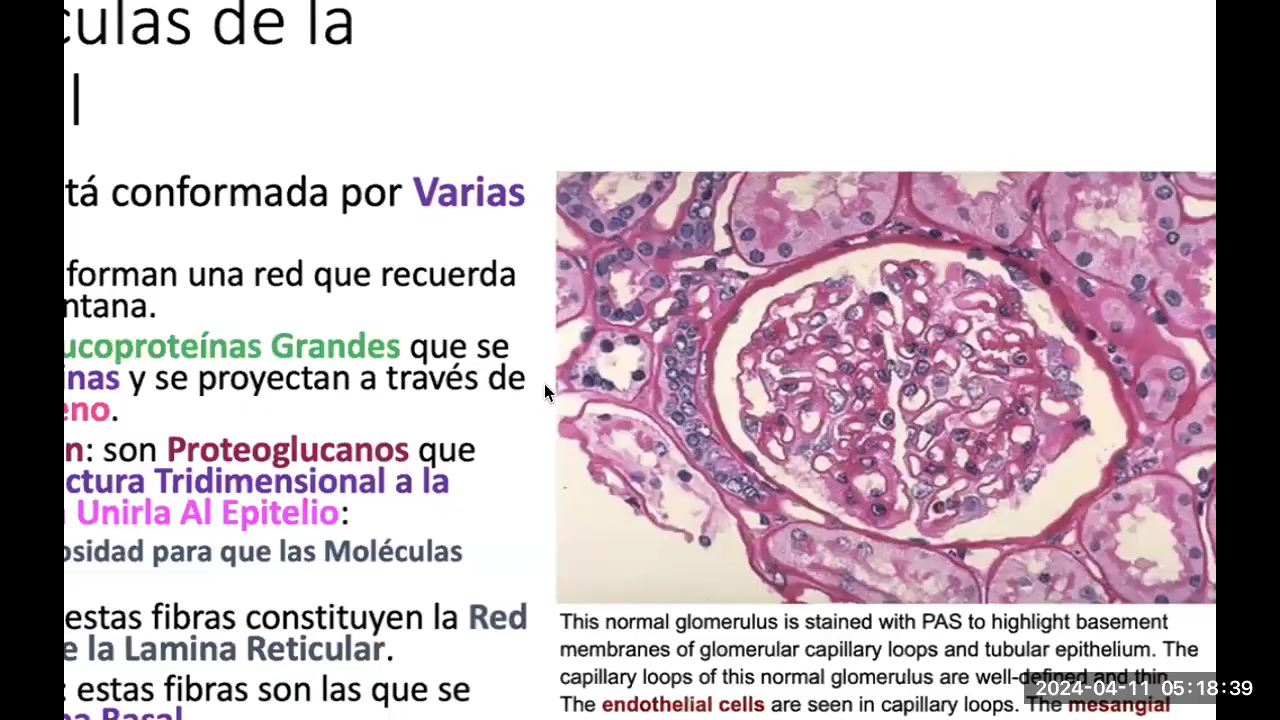 culas de la
l
tá conformada por Varias
forman una red que recuerda
ntana.
ucoproteínas Grandes que se
inas y se proyectan a través de
eno.
n: son Proteoglucanos que
ctura Tridimensional a la
Unirla Al Epitelio:
osidad para que las Moléculas
estas fibras constituyen la Red
e la Lamina Reticular.
: estas fibras son las que se
na Basal
This normal glomerulus is stained with PAS to highlight basement
membranes of glomerular capillary loops and tubular epithelium. The
capillary loops of this normal glomerulus are well-defined and thin.
The endothelial cells are seen in capillary loops. The mesangial
2024-04-11 05:18:39